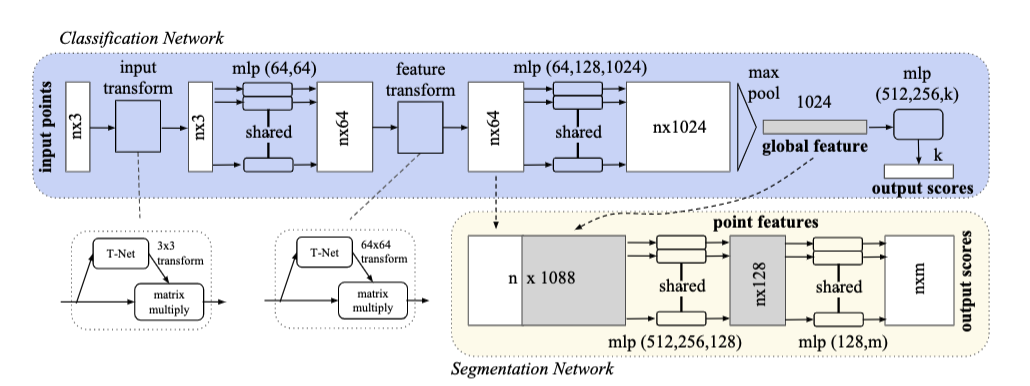 Classification Network
input points
nx3
input
transform
nx3
mlp (64,64)
shared
nx64
feature
transform
nx64
mlp (64,128,1024)
shared
nx1024
max
pool
1024
global feature
mlp
(512,256,k)
k
output scores
T-Net
3x3
transform
matrix
multiply
T-Net
64x64
transform
matrix
multiply
point features
n x 1088
shared
mlp (512,256,128)
nx128
shared
mlp (128,m)
nxm
output scores
Segmentation Network